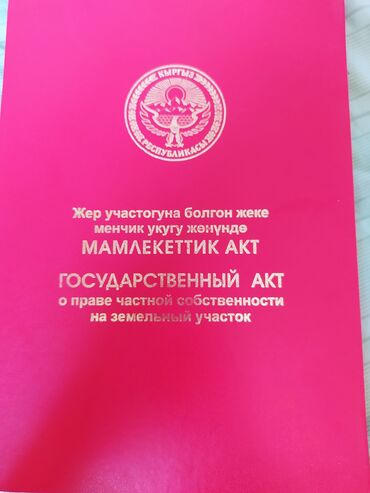 КЫРГЫЗ
РЕСПУБЛИКАСЫ
Жер участогуна болгон жеке
менчик укугу жөнүндө
МАМЛЕКЕТТИК АКТ
ГОСУДАРСТВЕННЫЙ АКТ
о праве частной собственности
на земельный участок